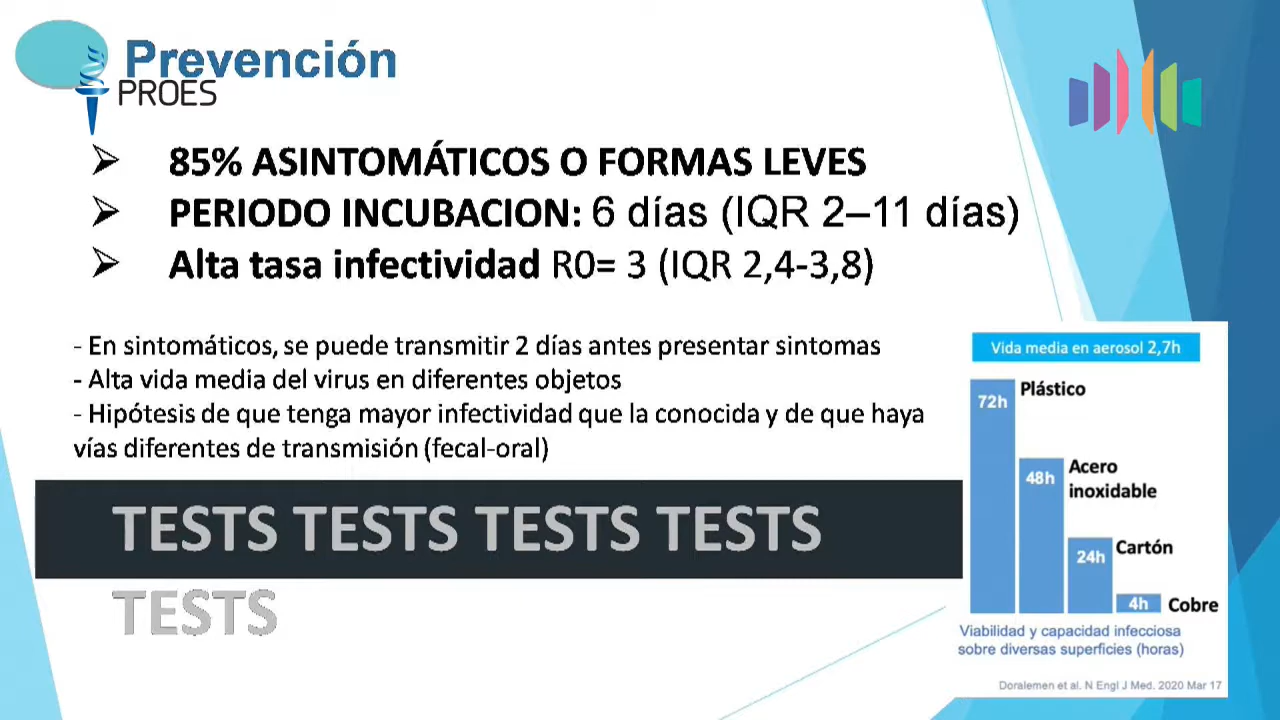 Prevención
PROES
85% ASINTOMÁTICOS O FORMAS LEVES
PERIODO INCUBACION: 6 días (IQR 2–11 días)
Alta tasa infectividad R0= 3 (IQR 2,4-3,8)
- En sintomáticos, se puede transmitir 2 días antes presentar sintomas
- Alta vida media del virus en diferentes objetos
- Hipótesis de que tenga mayor infectividad que la conocida y de que haya
vías diferentes de transmisión (fecal-oral)
TESTS TESTS TESTS TESTS
TESTS
Vida media en aerosol 2,7h
72h Plástico
48h Acero
inoxidable
24h Cartón
4h Cobre
Viabilidad y capacidad infecciosa
sobre diversas superficies (horas)
Doralemen et al. N Engl J Med. 2020 Mar 17